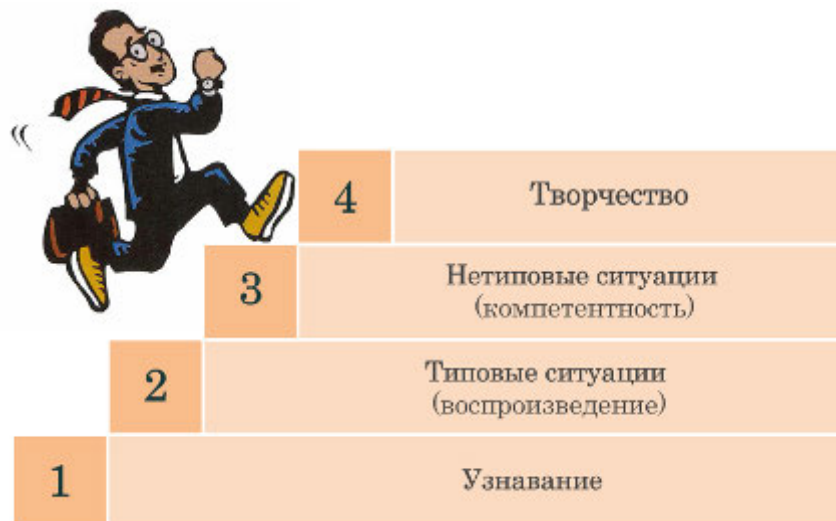 4 Творчество
3 Нетиповые ситуации
(компетентность)
2 Типовые ситуации
(воспроизведение)
1 Узнавание